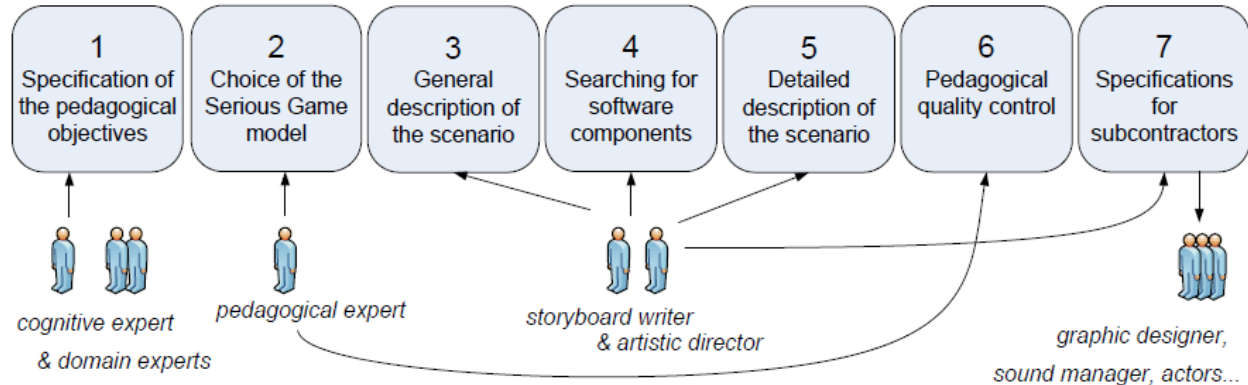 1
Specification of
the pedagogical
objectives
2
Choice of the
Serious Game
model
3
General
description of
the scenario
4
Searching for
software
components
5
Detailed
description of
the scenario
6
Pedagogical
quality control
7
Specifications
for
subcontractors
cognitive expert
& domain experts
pedagogical expert
storyboard writer
& artistic director
graphic designer,
sound manager, actors...